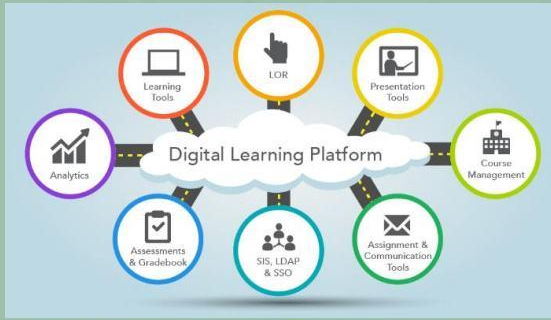 LOR
Learning
Tools
Presentation
Tools
Digital Learning Platform
Analytics
Course
Management
Assessments
& Gradebook
SIS, LDAP
& SSO
Assignment &
Communication
Tools